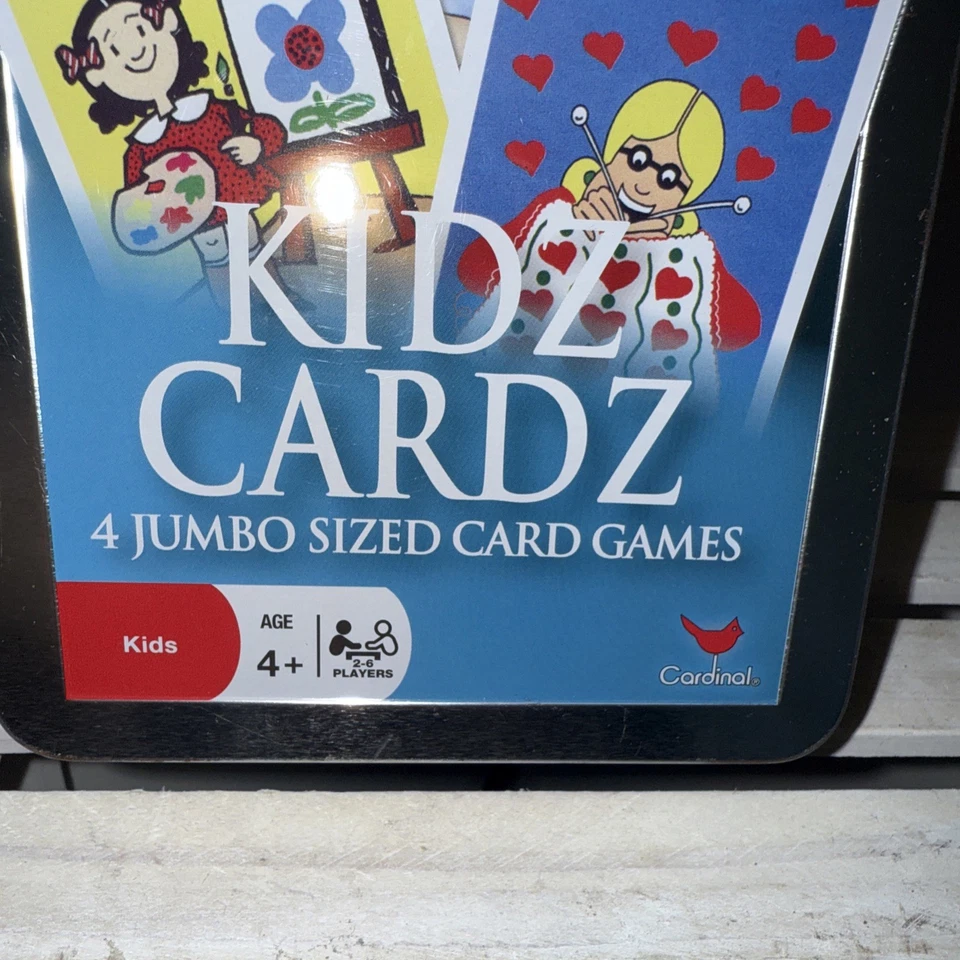 KIDZ
CARDZ
4 JUMBO SIZED CARD GAMES
Kids
AGE
4+
2-6
PLAYERS
Cardinal®